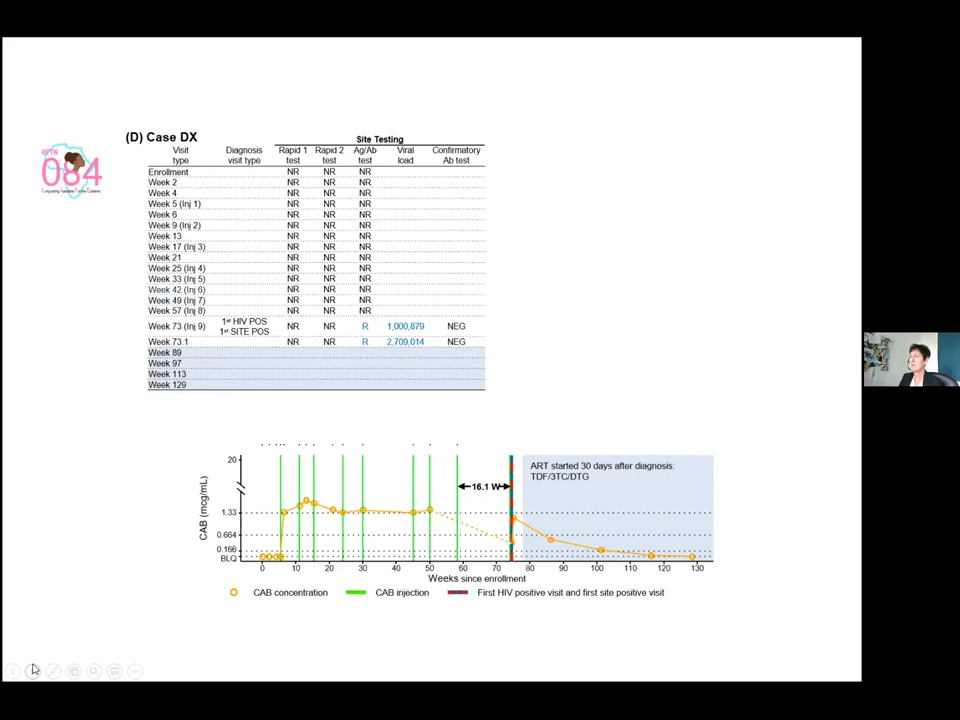 HPTN
084
(D) Case DX
Site Testing
Visit type Diagnosis visit type Rapid 1 test Rapid 2 test Ag/Ab test Viral load Confirmatory Ab test
Enrollment NR NR NR
Week 2 NR NR NR
Week 4 NR NR NR
Week 5 (Inj 1) NR NR NR
Week 6 NR NR NR
Week 9 (Inj 2) NR NR NR
Week 13 NR NR NR
Week 17 (Inj 3) NR NR NR
Week 21 NR NR NR
Week 25 (Inj 4) NR NR NR
Week 33 (Inj 5) NR NR NR
Week 42 (Inj 6) NR NR NR
Week 49 (Inj 7) NR NR NR
Week 57 (Inj 8) NR NR NR
Week 73 (Inj 9) 1st HIV POS 1st SITE POS NR NR R 1,000,879 NEG
Week 73.1 NR NR R 2,709,014 NEG
Week 89
Week 97
Week 113
Week 129
CAB (mcg/mL)
20
1.33
0.664
0.166
BLQ
16.1 W
ART started 30 days after diagnosis:
TDF/3TC/DTG
0 10 20 30 40 50 60 70 80 90 100 110 120 130
Weeks since enrollment
CAB concentration CAB injection First HIV positive visit and first site positive visit